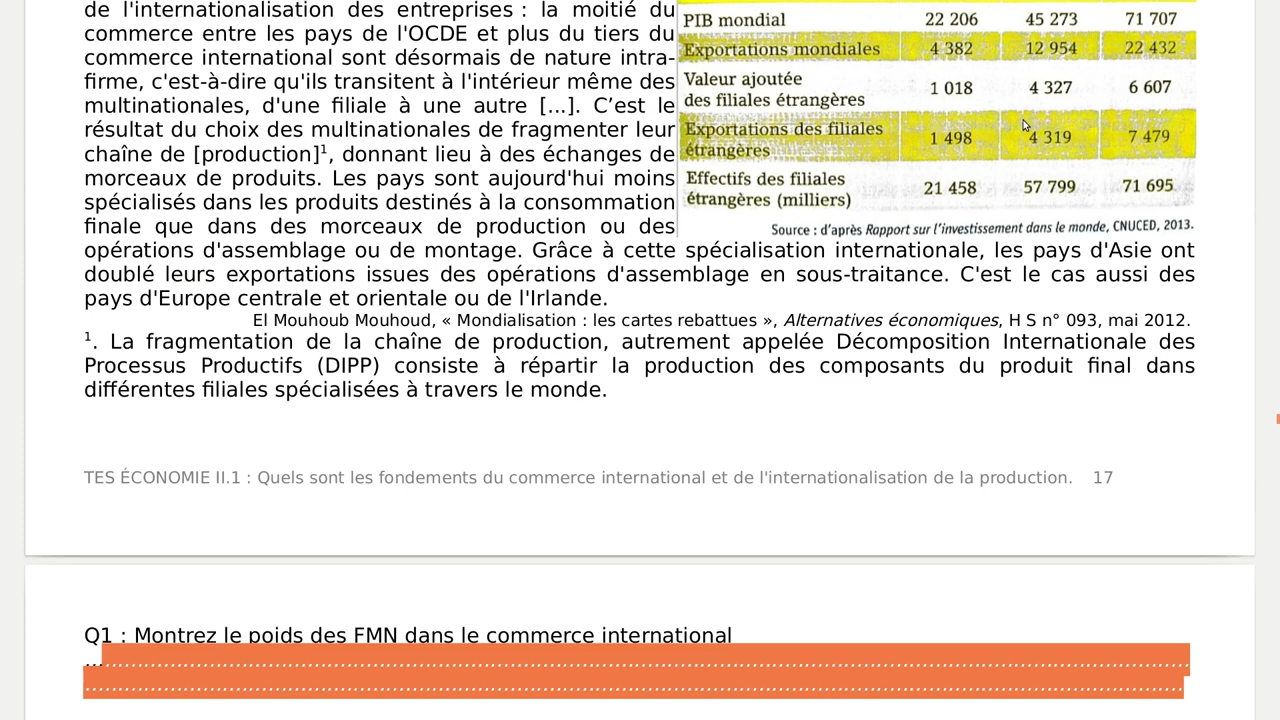 de l'internationalisation des entreprises : la moitié du
commerce entre les pays de l'OCDE et plus du tiers du
commerce international sont désormais de nature intra-
firme, c'est-à-dire qu'ils transitent à l'intérieur même des
multinationales, d'une filiale à une autre [...]. C’est le
résultat du choix des multinationales de fragmenter leur
chaîne de [production]¹, donnant lieu à des échanges de
morceaux de produits. Les pays sont aujourd'hui moins
spécialisés dans les produits destinés à la consommation
finale que dans des morceaux de production ou des
opérations d'assemblage ou de montage. Grâce à cette spécialisation internationale, les pays d'Asie ont
doublé leurs exportations issues des opérations d'assemblage en sous-traitance. C'est le cas aussi des
pays d'Europe centrale et orientale ou de l'Irlande.
PIB mondial 22 206 45 273 71 707
Exportations mondiales 4 382 12 954 22 432
Valeur ajoutée
des filiales étrangères 1 018 4 327 6 607
Exportations des filiales
étrangères 1 498 4 319 7 479
Effectifs des filiales
étrangères (milliers) 21 458 57 799 71 695
Source : d'après Rapport sur l'investissement dans le monde, CNUCED, 2013.
El Mouhoub Mouhoud, « Mondialisation : les cartes rebattues », Alternatives économiques, H S n° 093, mai 2012.
¹. La fragmentation de la chaîne de production, autrement appelée Décomposition Internationale des
Processus Productifs (DIPP) consiste à répartir la production des composants du produit final dans
différentes filiales spécialisées à travers le monde.
TES ÉCONOMIE II.1 : Quels sont les fondements du commerce international et de l'internationalisation de la production. 17
Q1 : Montrez le poids des FMN dans le commerce international